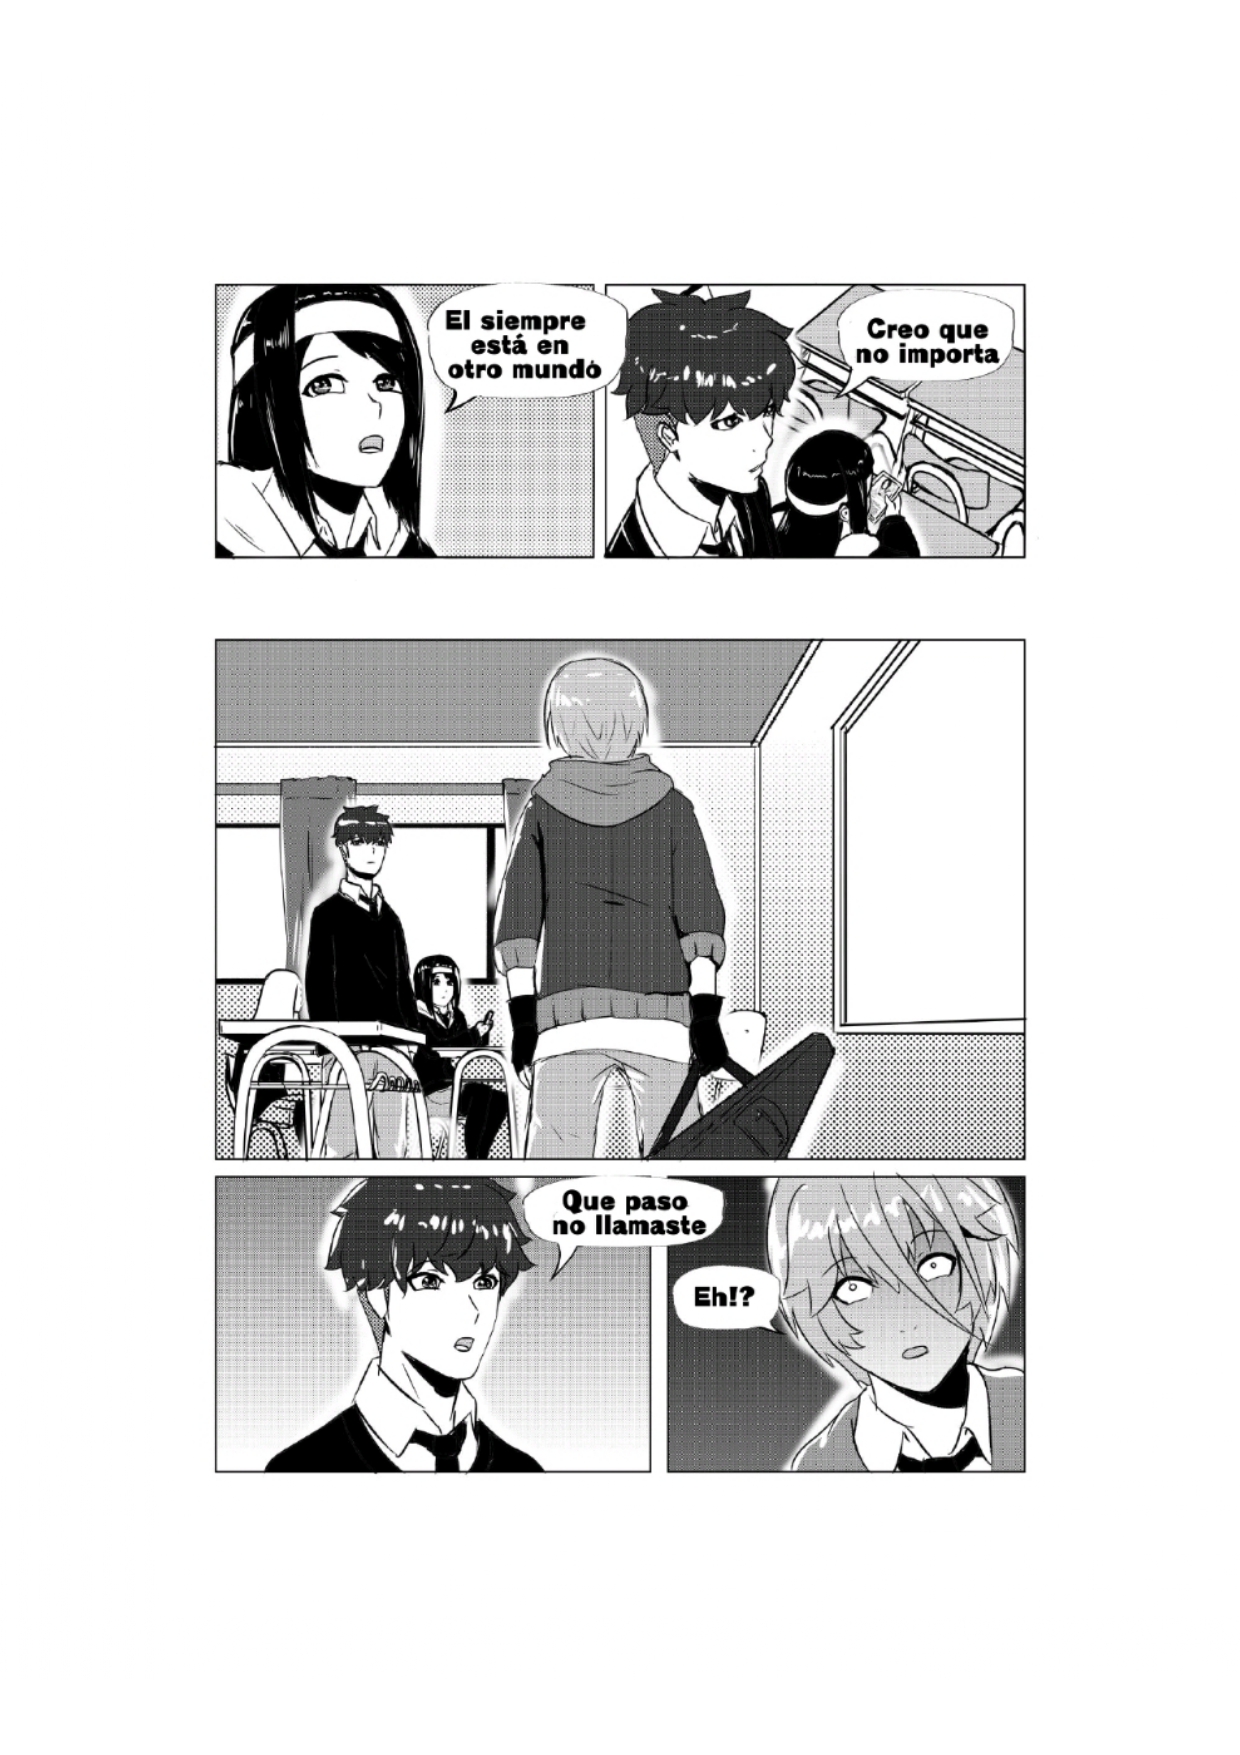 El siempre
está en
otro mundó
Creo que
no importa
Que paso
no llamaste
Eh!?